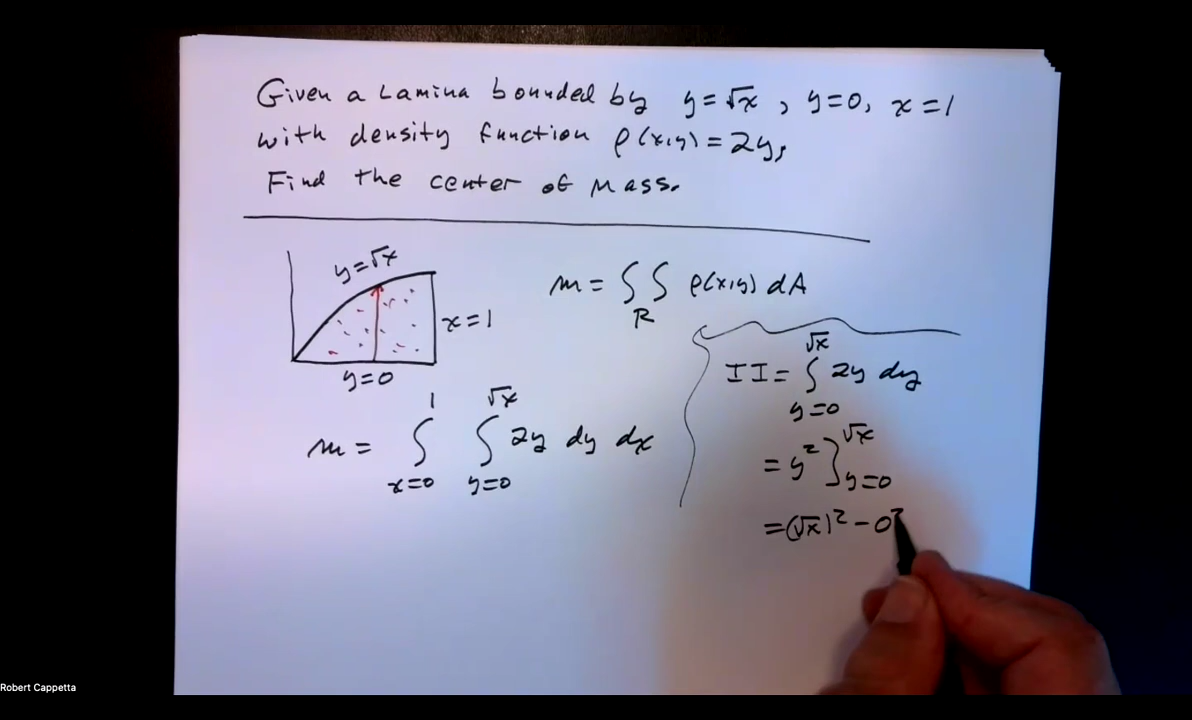 Given a Lamina bounded by y=√x, y=0, x=1
with density function ρ(x,y)=2y,
Find the center of Mass.
y=√x
x=1
y=0
m=∫∫ ρ(x,y) dA
R
m= ∫ ∫ 2y dy dx
1 √x
x=0 y=0
II= ∫ 2y dy
√x
y=0
= y²]
√x
y=0
=(√x)²-0²
Robert Cappetta